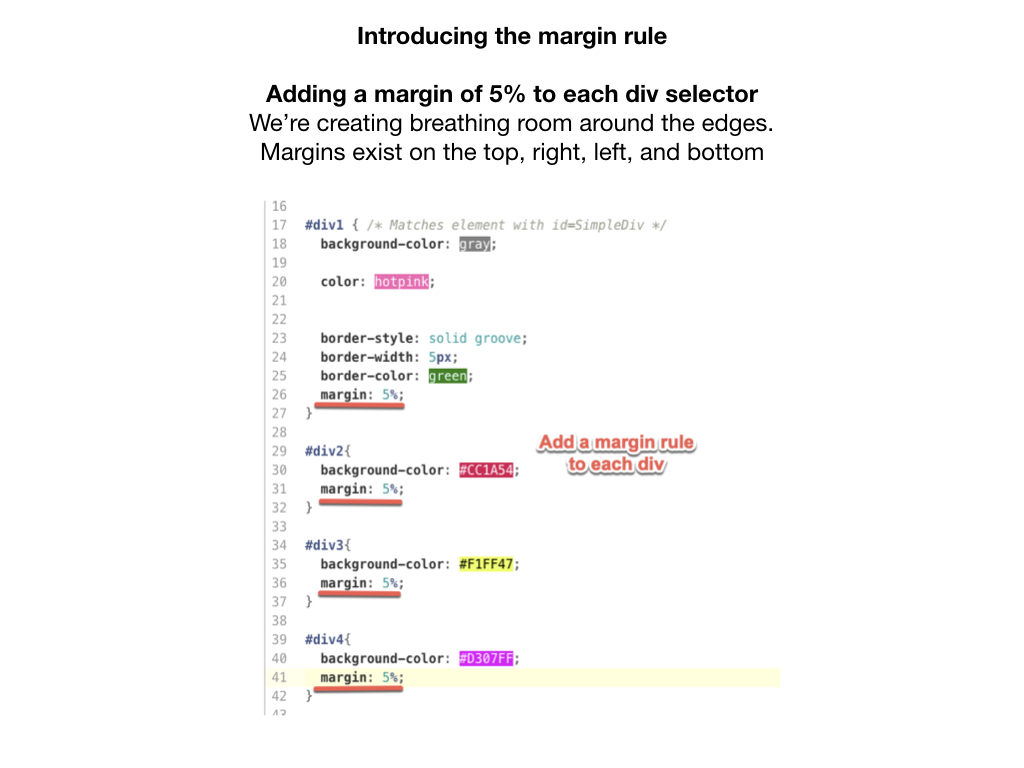 Introducing the margin rule
Adding a margin of 5% to each div selector
We’re creating breathing room around the edges.
Margins exist on the top, right, left, and bottom
16
17 #div1 { /* Matches element with id=SimpleDiv */
18 background-color: gray;
19
20 color: hotpink;
21
22
23 border-style: solid groove;
24 border-width: 5px;
25 border-color: green;
26 margin: 5%;
27 }
28
29 #div2{
30 background-color: #CC1A54;
31 margin: 5%;
32 }
33
34 #div3{
35 background-color: #F1FF47;
36 margin: 5%;
37 }
38
39 #div4{
40 background-color: #D307FF;
41 margin: 5%;
42 }
43
Add a margin rule
to each div